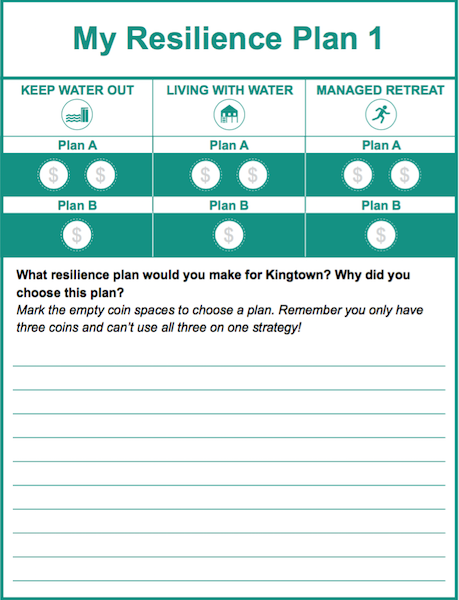 My Resilience Plan 1
KEEP WATER OUT
LIVING WITH WATER
MANAGED RETREAT
Plan A
Plan A
Plan A
$ $
$ $
$ $
Plan B
Plan B
Plan B
$
$
$
What resilience plan would you make for Kingtown? Why did you
choose this plan?
Mark the empty coin spaces to choose a plan. Remember you only have
three coins and can't use all three on one strategy!